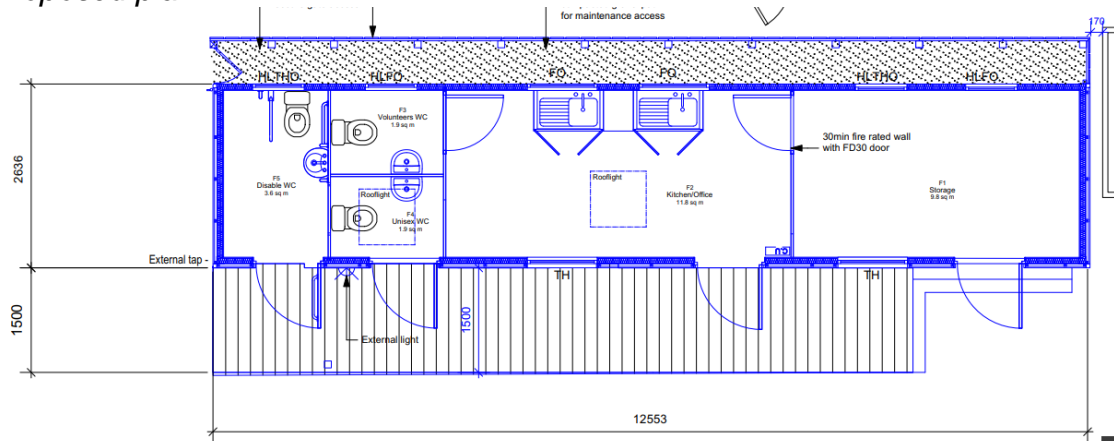 for maintenance access
170
HLTHO
HLFO
FO
FO
HLTHO
HLFO
F3
Volunteers WC
1.9 sq m
30min fire rated wall
with FD30 door
2636
F5
Disable WC
3.6 sq m
Rooflight
F2
Kitchen/Office
11.8 sq m
F1
Storage
9.8 sq m
Rooflight
F4
Unisex WC
1.9 sq m
External tap
TH
TH
1500
1500
External light
12553